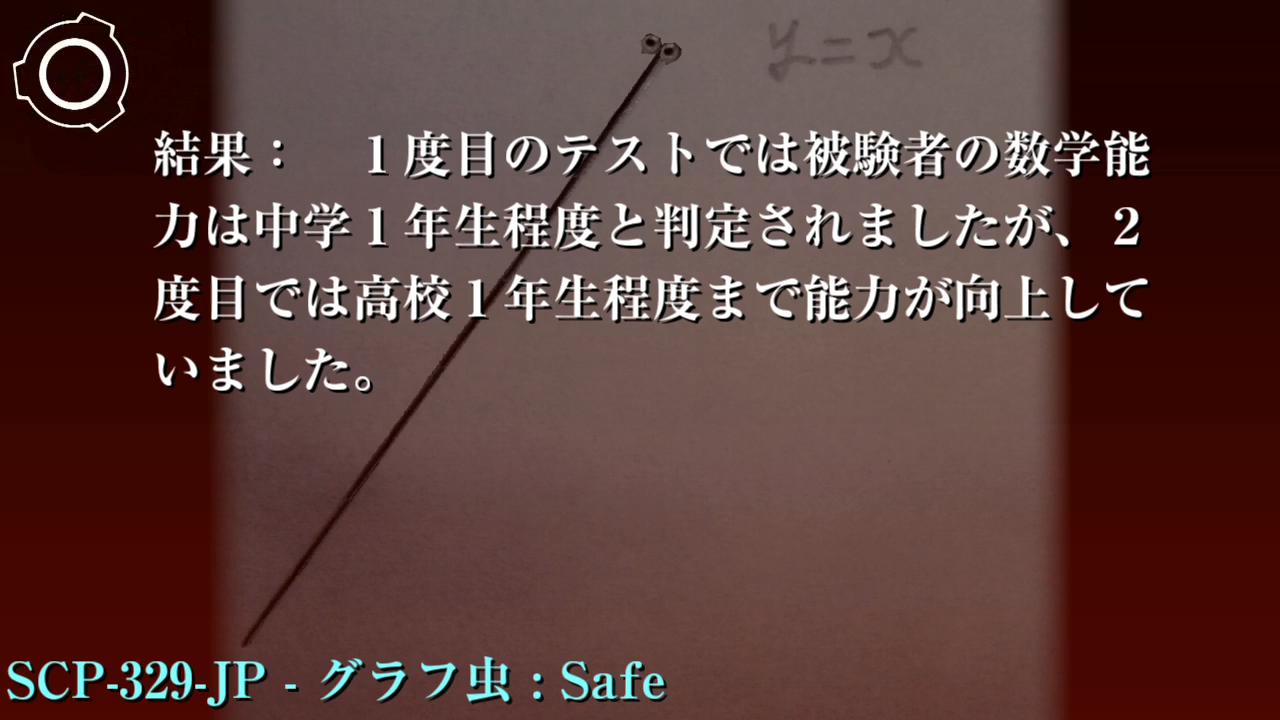 y=x
結果：　１度目のテストでは被験者の数学能
力は中学１年生程度と判定されましたが、２
度目では高校１年生程度まで能力が向上して
いました。
SCP-329-JP - グラフ虫：Safe